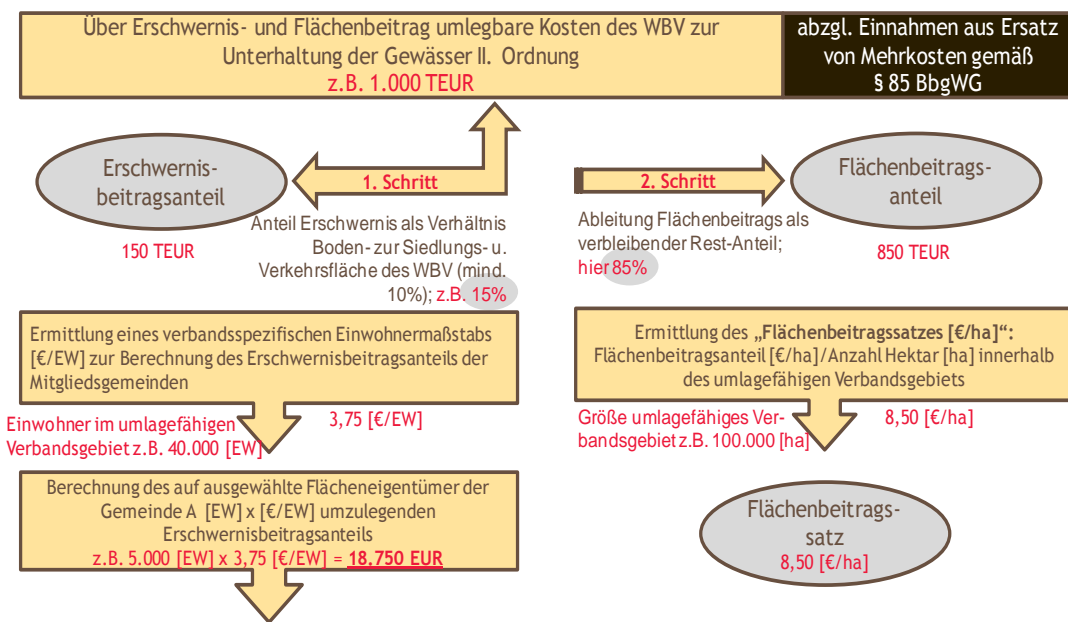 Über Erschwernis- und Flächenbeitrag umlegbare Kosten des WBV zur
Unterhaltung der Gewässer II. Ordnung
z.B. 1.000 TEUR
abzgl. Einnahmen aus Ersatz
von Mehrkosten gemäß
§ 85 BbgWG
Erschwernis-
beitragsanteil
150 TEUR
1. Schritt
Anteil Erschwernis als Verhältnis
Boden- zur Siedlungs- u.
Verkehrsfläche des WBV (mind.
10%); z.B. 15%
2. Schritt
Ableitung Flächenbeitrags als
verbleibender Rest-Anteil;
hier 85%
Flächenbeitrags-
anteil
850 TEUR
Ermittlung eines verbandsspezifischen Einwohnermaßstabs
[€/EW] zur Berechnung des Erschwernisbeitragsanteils der
Mitgliedsgemeinden
Einwohner im umlagefähigen
Verbandsgebiet z.B. 40.000 [EW]
3,75 [€/EW]
Ermittlung des „Flächenbeitragssatzes [€/ha]“:
Flächenbeitragsanteil [€/ha]/Anzahl Hektar [ha] innerhalb
des umlagefähigen Verbandsgebiets
Größe umlagefähiges Ver-
bandsgebiet z.B. 100.000 [ha]
8,50 [€/ha]
Berechnung des auf ausgewählte Flächeneigentümer der
Gemeinde A [EW] x [€/EW] umzulegenden
Erschwernisbeitragsanteils
z.B. 5.000 [EW] x 3,75 [€/EW] = 18.750 EUR
Flächenbeitrags-
satz
8,50 [€/ha]